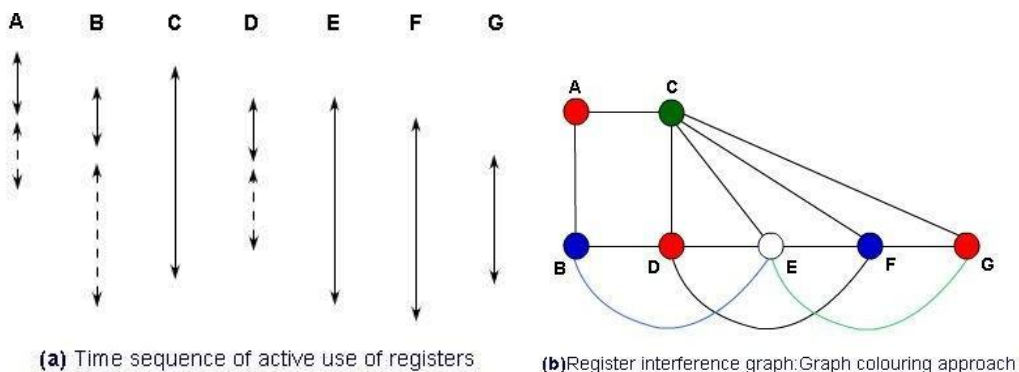 A B C D E F G
A C
B D E F G
(a) Time sequence of active use of registers
(b)Register interference graph:Graph colouring approach